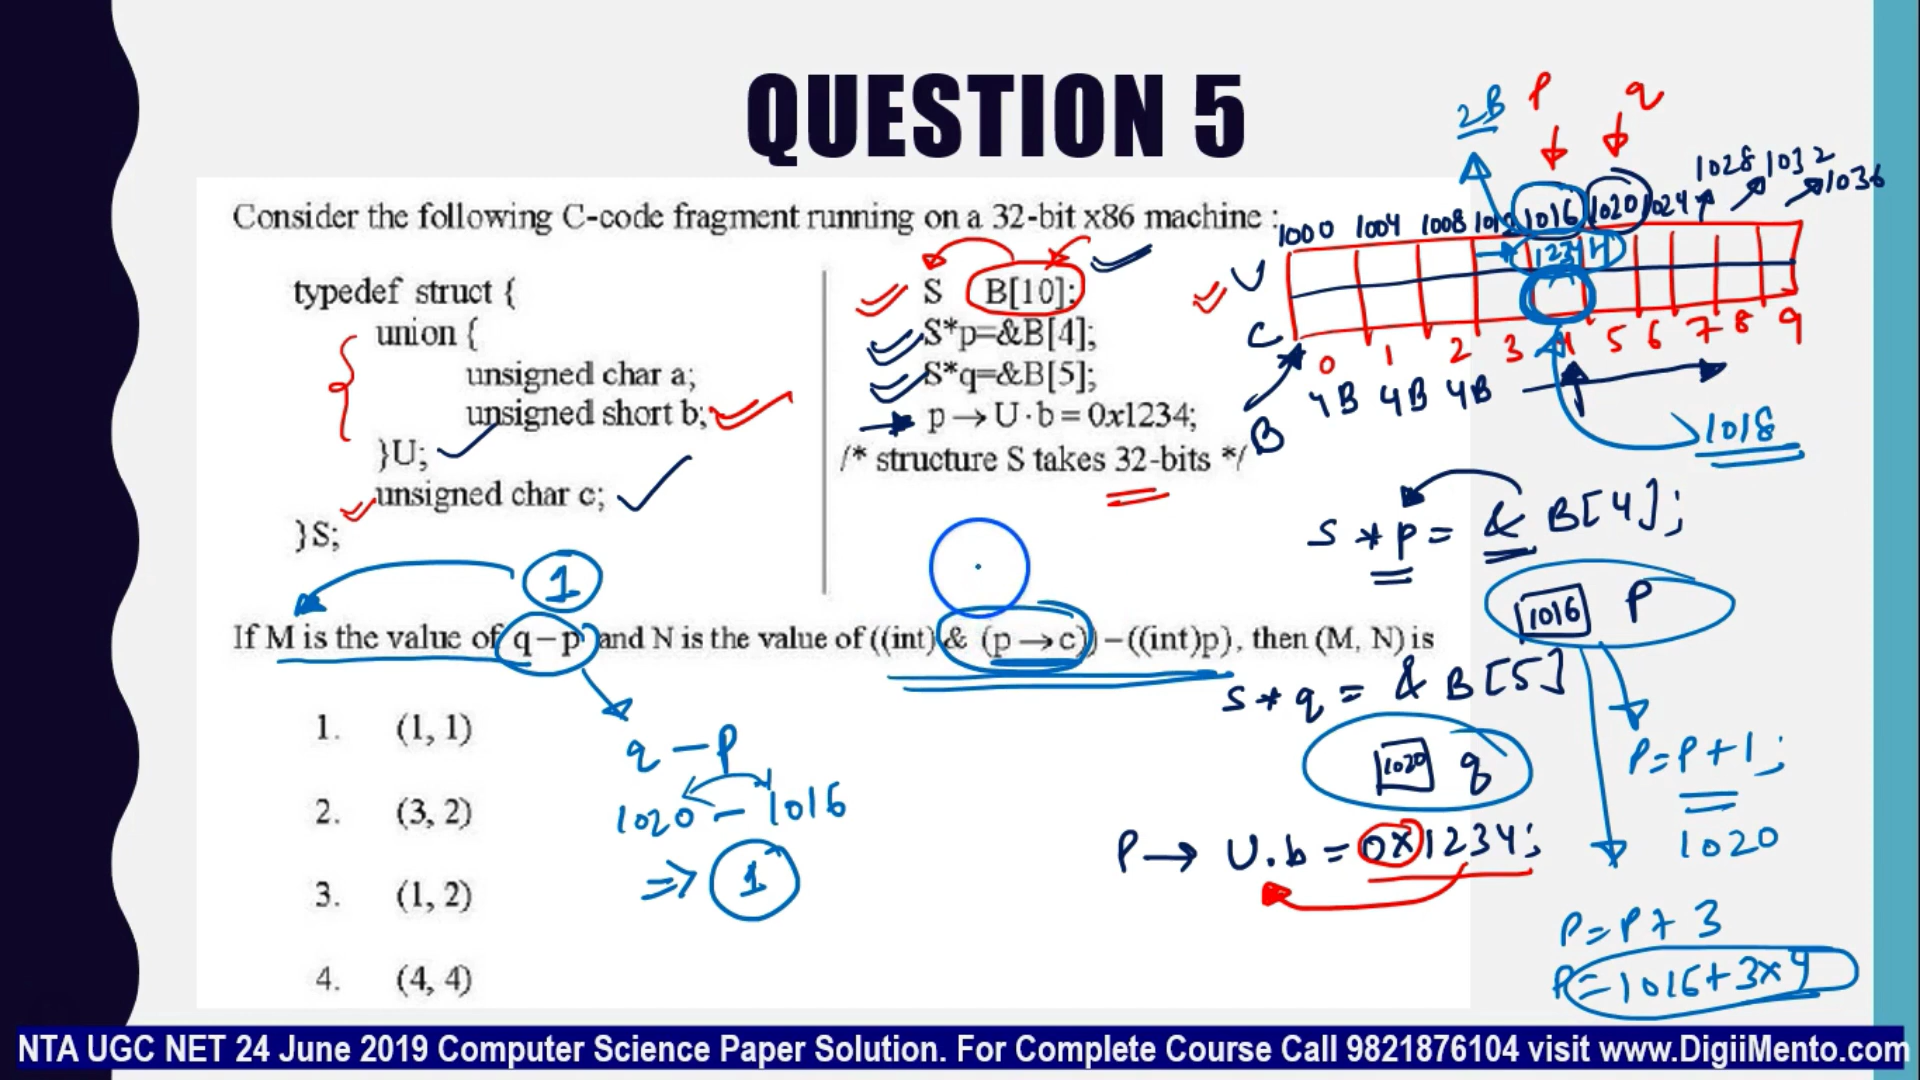 QUESTION 5
Consider the following C-code fragment running on a 32-bit x86 machine :
typedef struct {
union {
unsigned char a;
unsigned short b;
}U;
unsigned char c;
}S;
S B[10];
S*p=&B[4];
S*q=&B[5];
p→U·b=0x1234;
/* structure S takes 32-bits */
If M is the value of q−p and N is the value of ((int) & (p→c))−((int)p), then (M, N) is
1. (1, 1)
2. (3, 2)
3. (1, 2)
4. (4, 4)
1
q − p
1020 − 1016
⇒ 1
2B p q
1028 1032 1036
1000 1004 1008 1012 1016 1020 1024
U 1234H
C
0 1 2 3 4 5 6 7 8 9
4B 4B 4B
B
1018
S * p = & B[4];
1016 P
S * q = & B[5]
1020 q
P=P+1;
1020
P→ U.b = 0x1234;
P=P+3
P=1016+3x4
NTA UGC NET 24 June 2019 Computer Science Paper Solution. For Complete Course Call 9821876104 visit www.DigiiMento.com